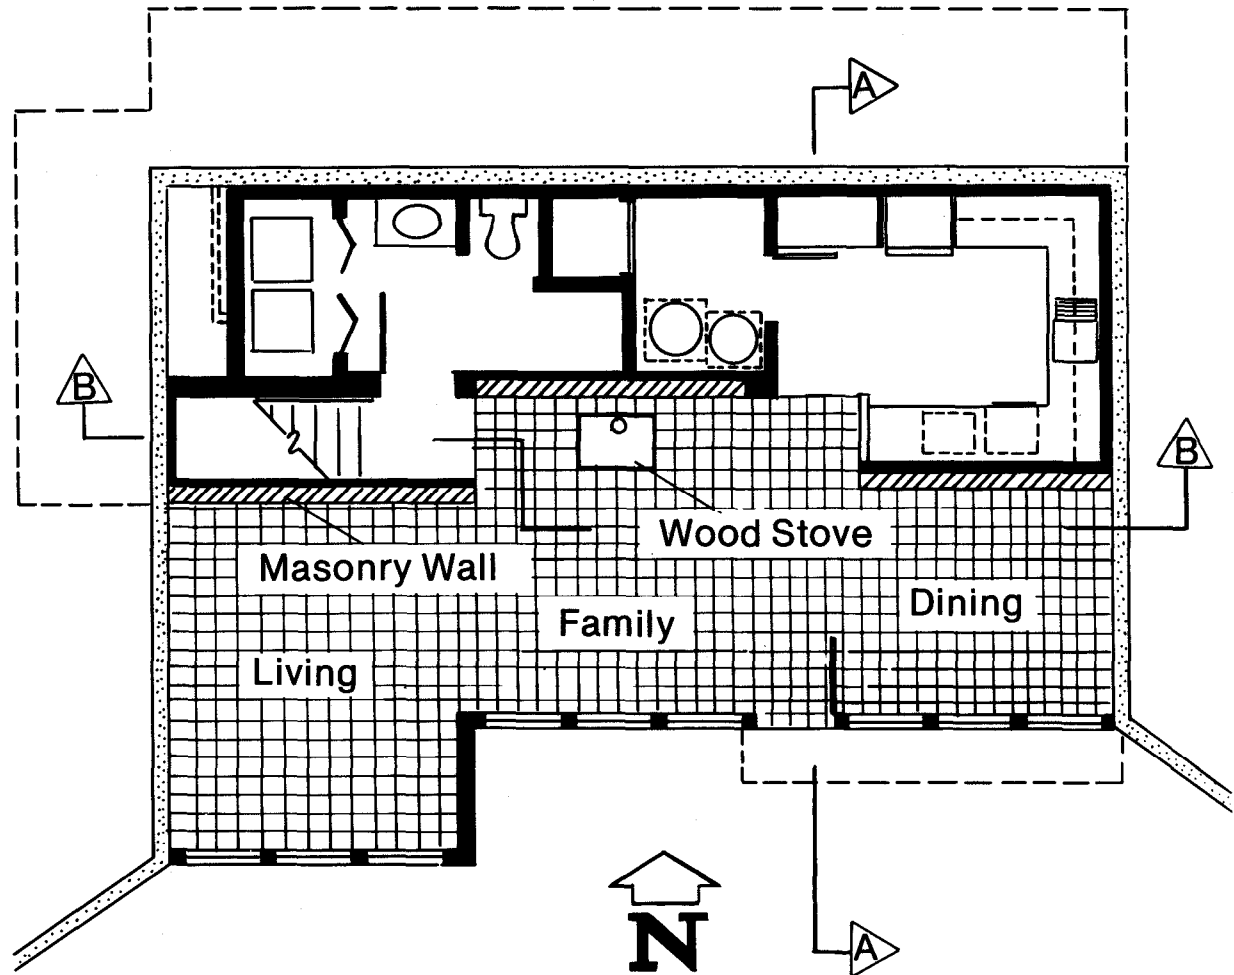 A
B
B
Wood Stove
Masonry Wall
Dining
Family
Living
N
A